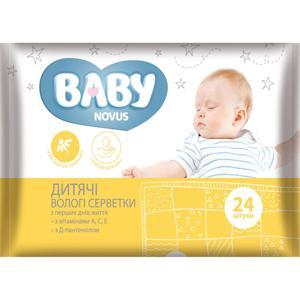 BABY
NOVUS
ДИТЯЧІ
ВОЛОГІ СЕРВЕТКИ
з перших днів життя
• з вітамінами А, С, Е
• з Д-пантенолом
24
штуки